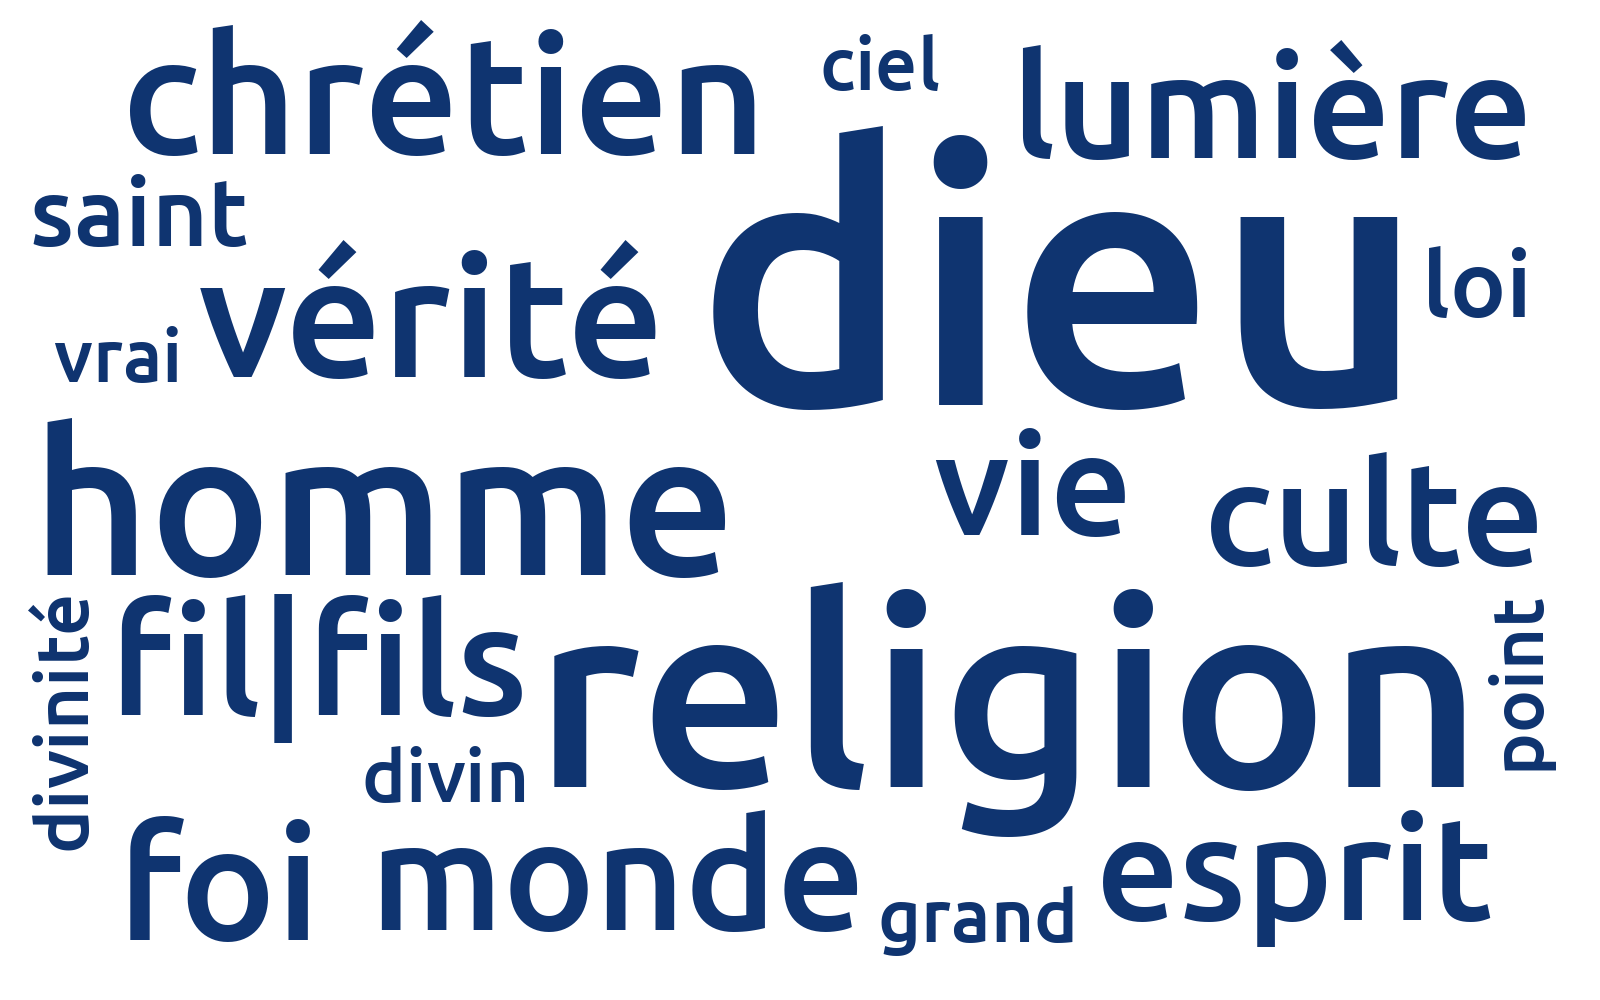 chrétien
ciel
lumière
saint
dieu
vérité
loi
vrai
homme
vie
culte
divinité
fil|fils
religion
point
divin
foi
monde
grand
esprit